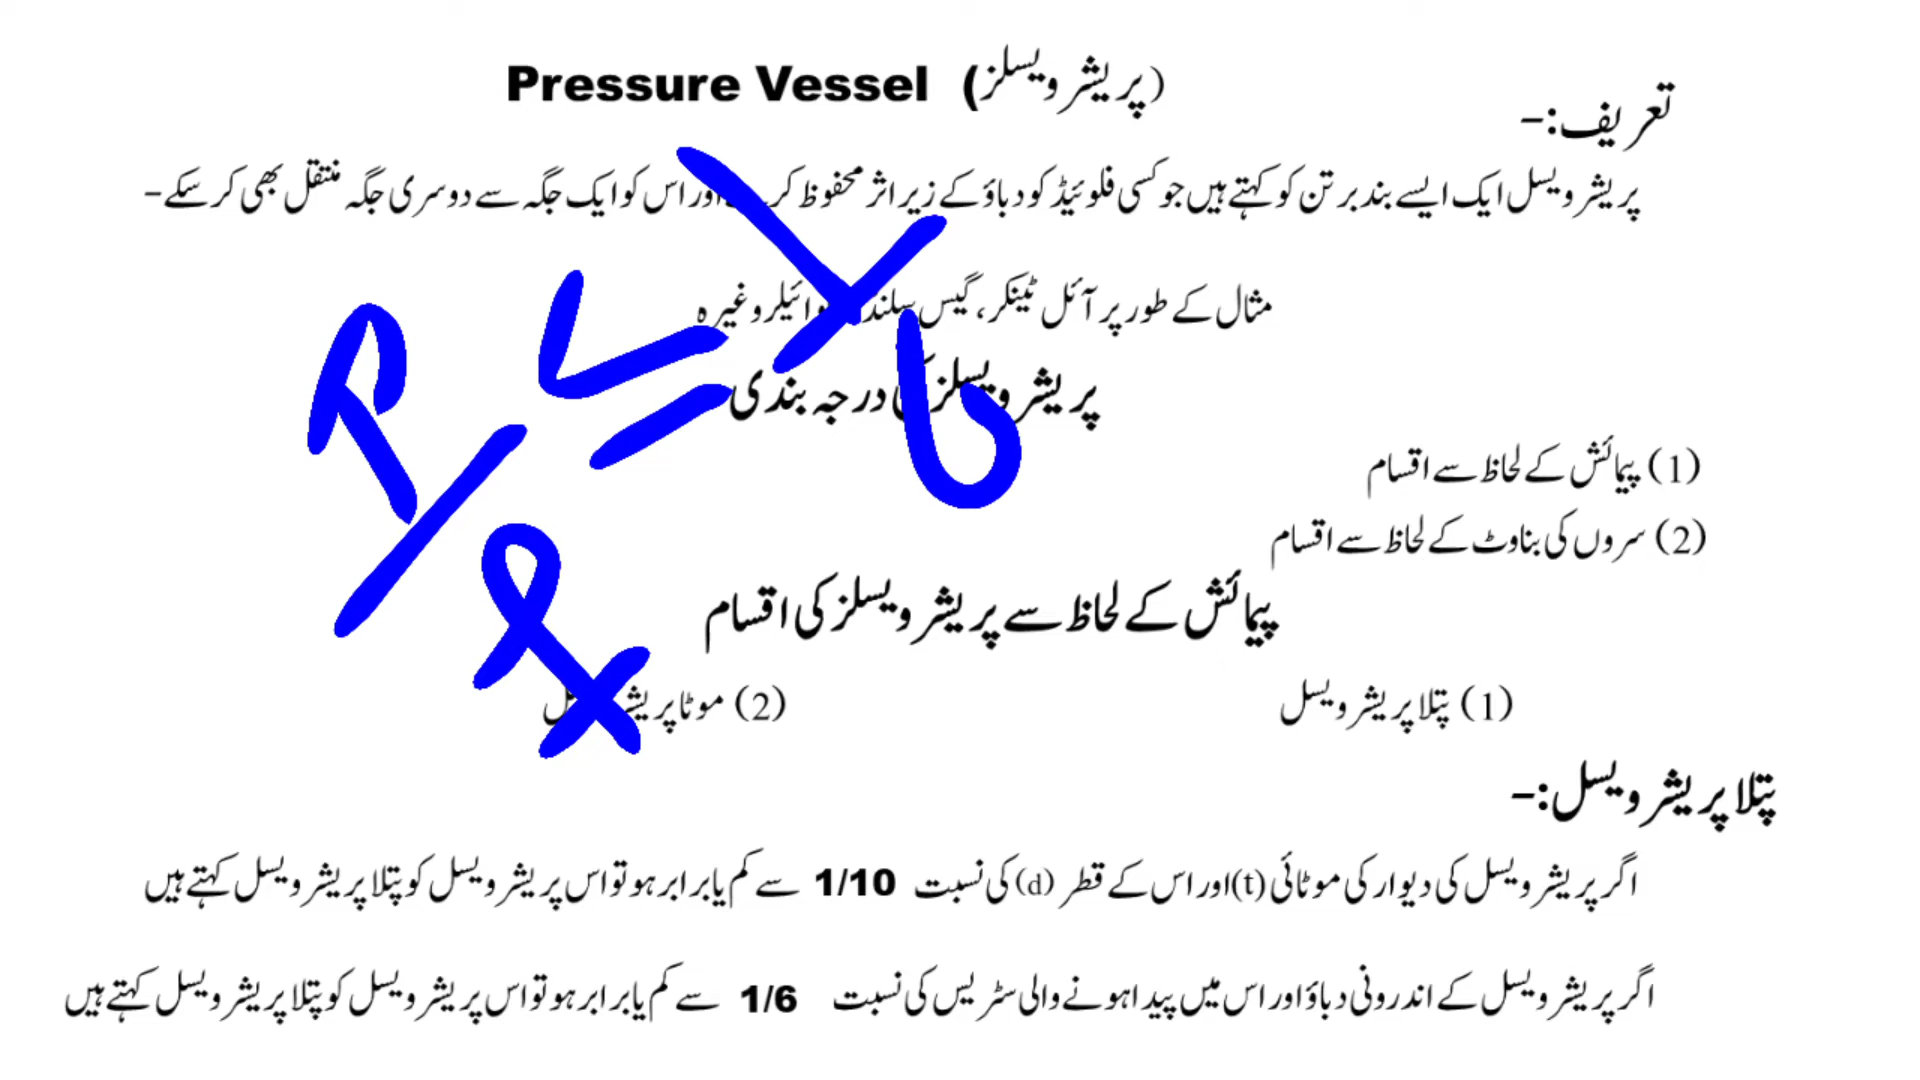 Pressure Vessel (پریشر ویسلز)
تعریف:-
پریشر ویسل ایک ایسے بند برتن کو کہتے ہیں جو کسی فلوئیڈ کو دباؤ کے زیر اثر محفوظ کر اور اس کو ایک جگہ سے دوسری جگہ منتقل بھی کر سکے-
مثال کے طور پر آئل ٹینکر، گیس سلنڈر وغیرہ
پریشر ویسلز کی درجہ بندی
(1) پیمائش کے لحاظ سے اقسام
(2) سروں کی بناوٹ کے لحاظ سے اقسام
پیمائش کے لحاظ سے پریشر ویسلز کی اقسام
(1) پتلا پریشر ویسل (2) موٹا پریشر
پتلا پریشر ویسل:-
اگر پریشر ویسل کی دیوار کی موٹائی (t) اور اس کے قطر (d) کی نسبت 1/10 سے کم یا برابر ہو تو اس پریشر ویسل کو پتلا پریشر ویسل کہتے ہیں
اگر پریشر ویسل کے اندرونی دباؤ اور اس میں پیدا ہونے والی سٹریس کی نسبت 1/6 سے کم یا برابر ہو تو اس پریشر ویسل کو پتلا پریشر ویسل کہتے ہیں